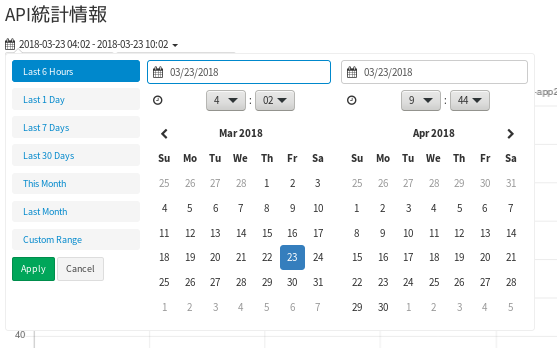 API統計情報
2018-03-23 04:02 - 2018-03-23 10:02
Last 6 Hours
Last 1 Day
Last 7 Days
Last 30 Days
This Month
Last Month
Custom Range
Apply Cancel
03/23/2018
4 : 02
Mar 2018
Su Mo Tu We Th Fr Sa
25 26 27 28 1 2 3
4 5 6 7 8 9 10
11 12 13 14 15 16 17
18 19 20 21 22 23 24
25 26 27 28 29 30 31
1 2 3 4 5 6 7
03/23/2018
9 : 44
Apr 2018
Su Mo Tu We Th Fr Sa
25 26 27 28 29 30 31
1 2 3 4 5 6 7
8 9 10 11 12 13 14
15 16 17 18 19 20 21
22 23 24 25 26 27 28
29 30 1 2 3 4 5
app2
40